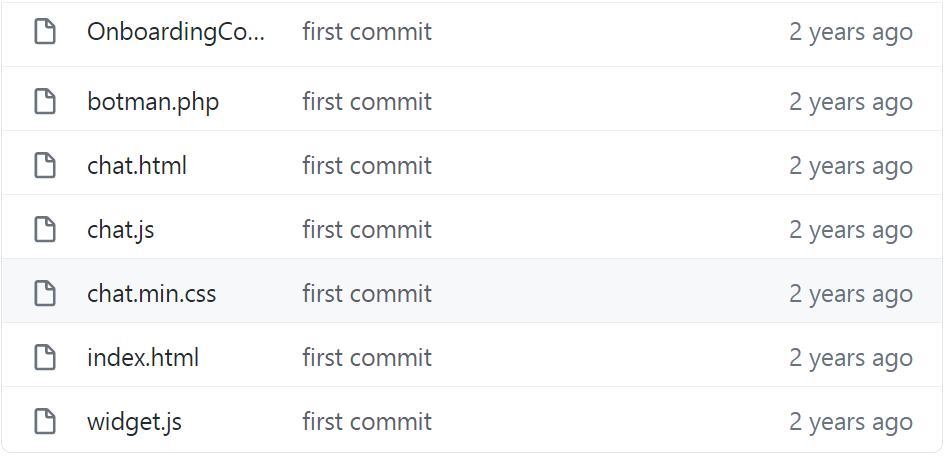 OnboardingCo... first commit 2 years ago
botman.php first commit 2 years ago
chat.html first commit 2 years ago
chat.js first commit 2 years ago
chat.min.css first commit 2 years ago
index.html first commit 2 years ago
widget.js first commit 2 years ago